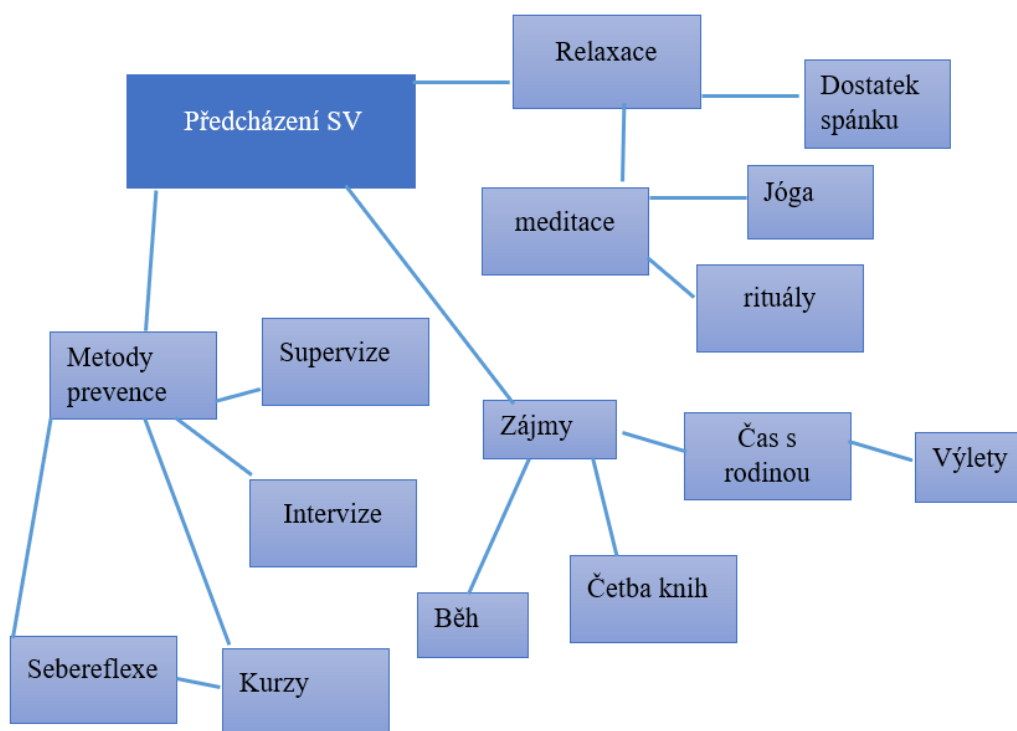 Relaxace
Předcházení SV
Dostatek
spánku
Jóga
meditace
rituály
Metody
prevence
Supervize
Zájmy
Čas s
rodinou
Výlety
Intervize
Četba knih
Běh
Sebereflexe
Kurzy